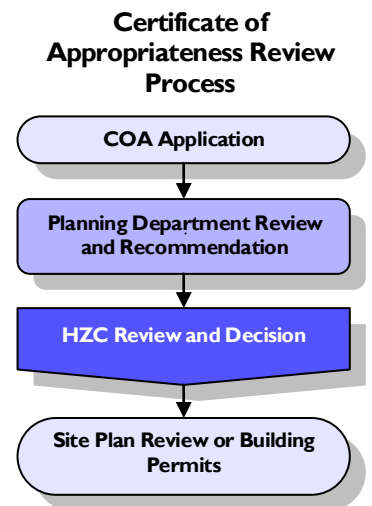 Certificate of
Appropriateness Review
Process
COA Application
Planning Department Review
and Recommendation
HZC Review and Decision
Site Plan Review or Building
Permits